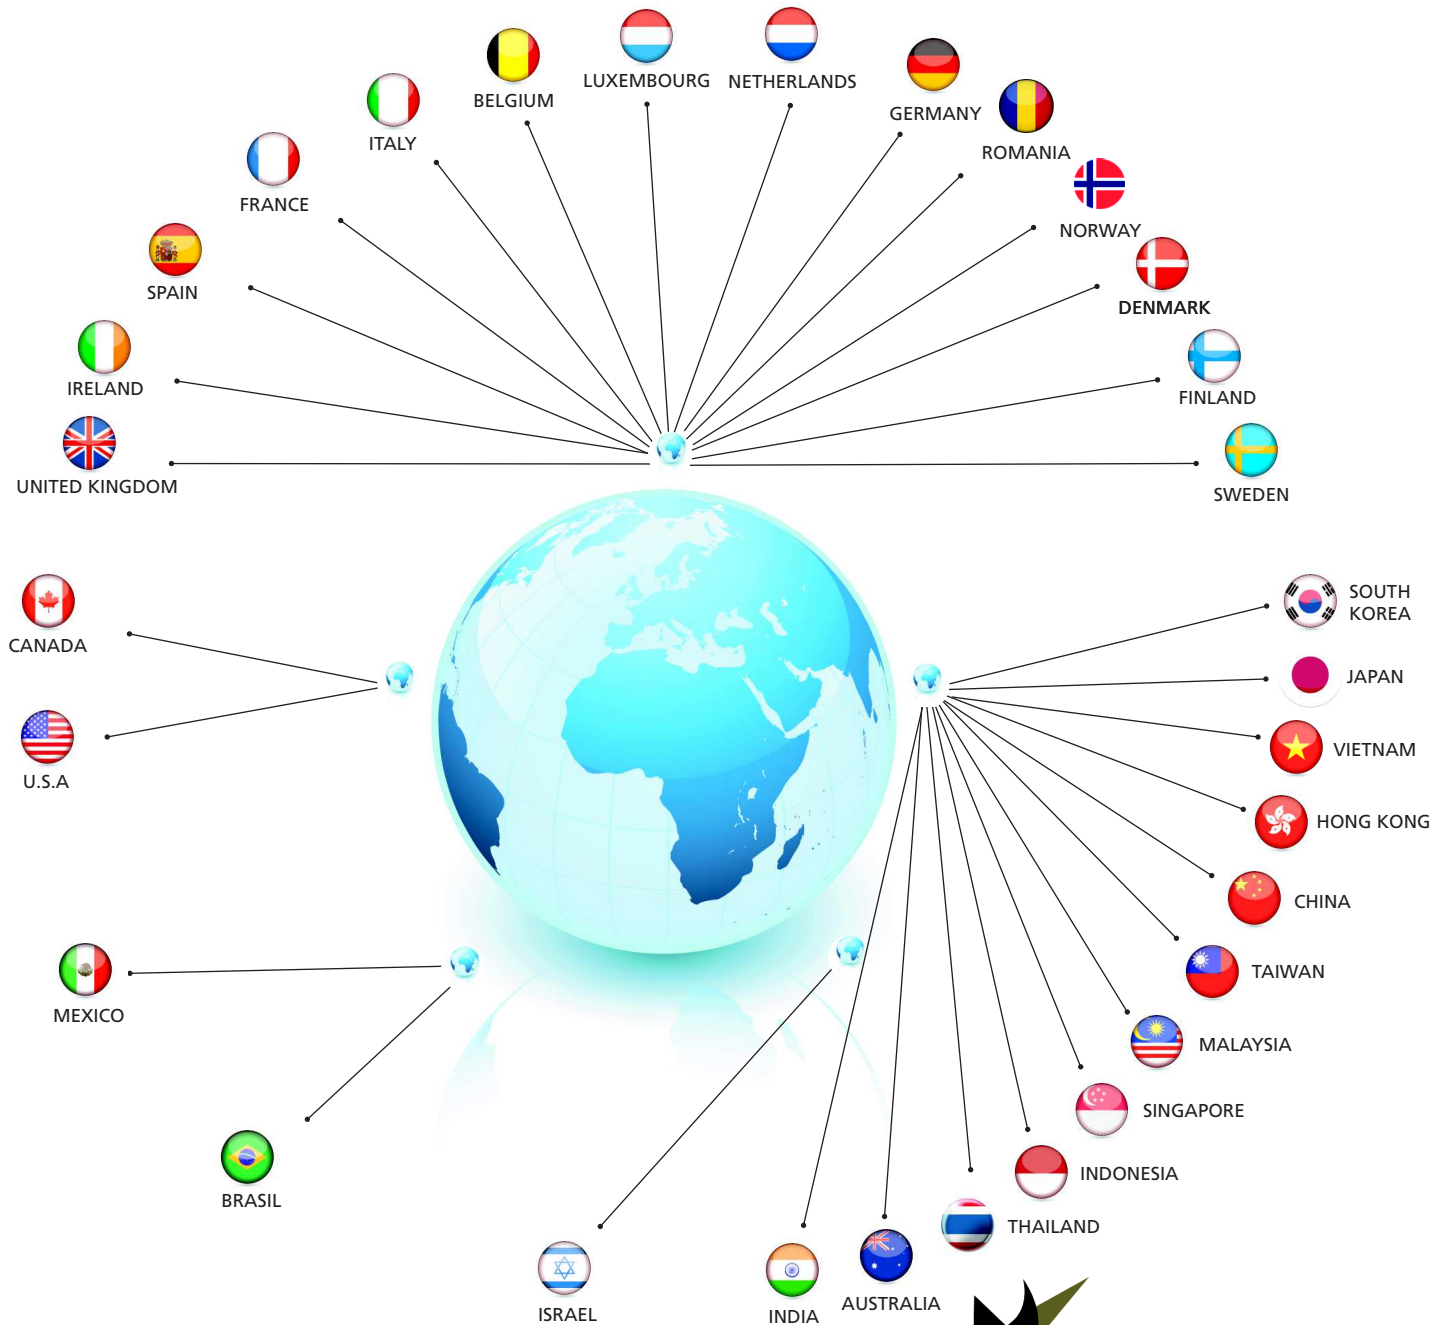 LUXEMBOURG
NETHERLANDS
BELGIUM
GERMANY
ITALY
ROMANIA
FRANCE
NORWAY
SPAIN
DENMARK
IRELAND
FINLAND
UNITED KINGDOM
SWEDEN
CANADA
SOUTH
KOREA
JAPAN
U.S.A
VIETNAM
HONG KONG
CHINA
TAIWAN
MEXICO
MALAYSIA
SINGAPORE
INDONESIA
BRASIL
THAILAND
ISRAEL
INDIA
AUSTRALIA